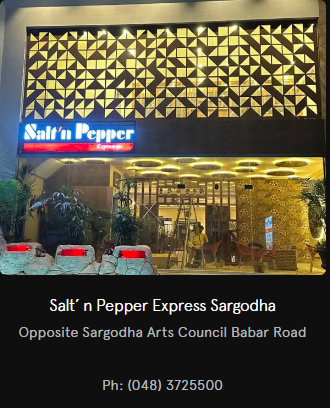 Salt'n Pepper
Express
Salt' n Pepper Express Sargodha
Opposite Sargodha Arts Council Babar Road
Ph: (048) 3725500